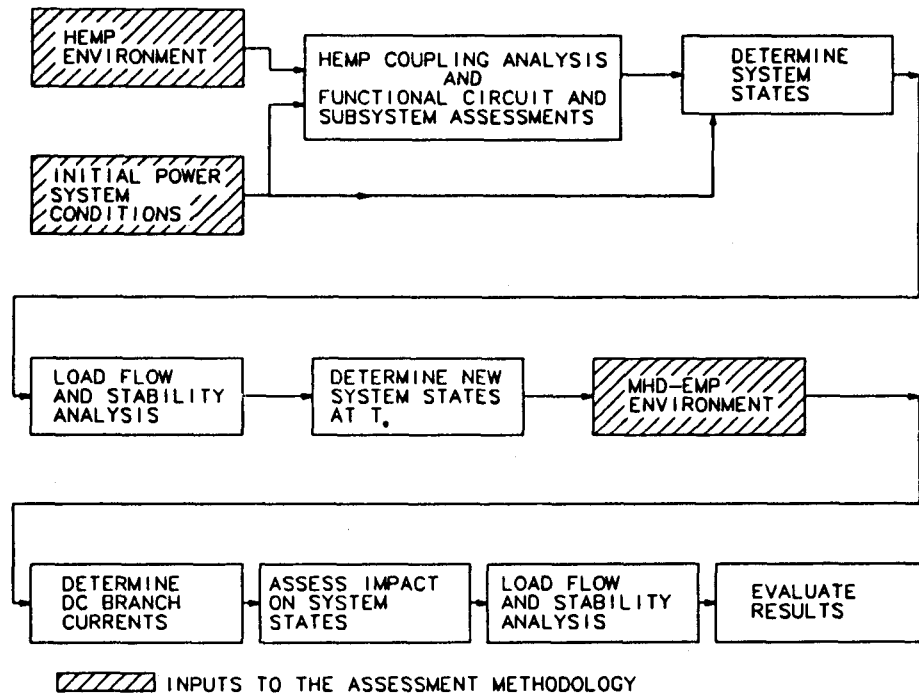 HEMP
ENVIRONMENT
HEMP COUPLING ANALYSIS
AND
FUNCTIONAL CIRCUIT AND
SUBSYSTEM ASSESSMENTS
DETERMINE
SYSTEM
STATES
INITIAL POWER
SYSTEM
CONDITIONS
LOAD FLOW
AND STABILITY
ANALYSIS
DETERMINE NEW
SYSTEM STATES
AT T.
MHD-EMP
ENVIRONMENT
DETERMINE
DC BRANCH
CURRENTS
ASSESS IMPACT
ON SYSTEM
STATES
LOAD FLOW
AND STABILITY
ANALYSIS
EVALUATE
RESULTS
INPUTS TO THE ASSESSMENT METHODOLOGY